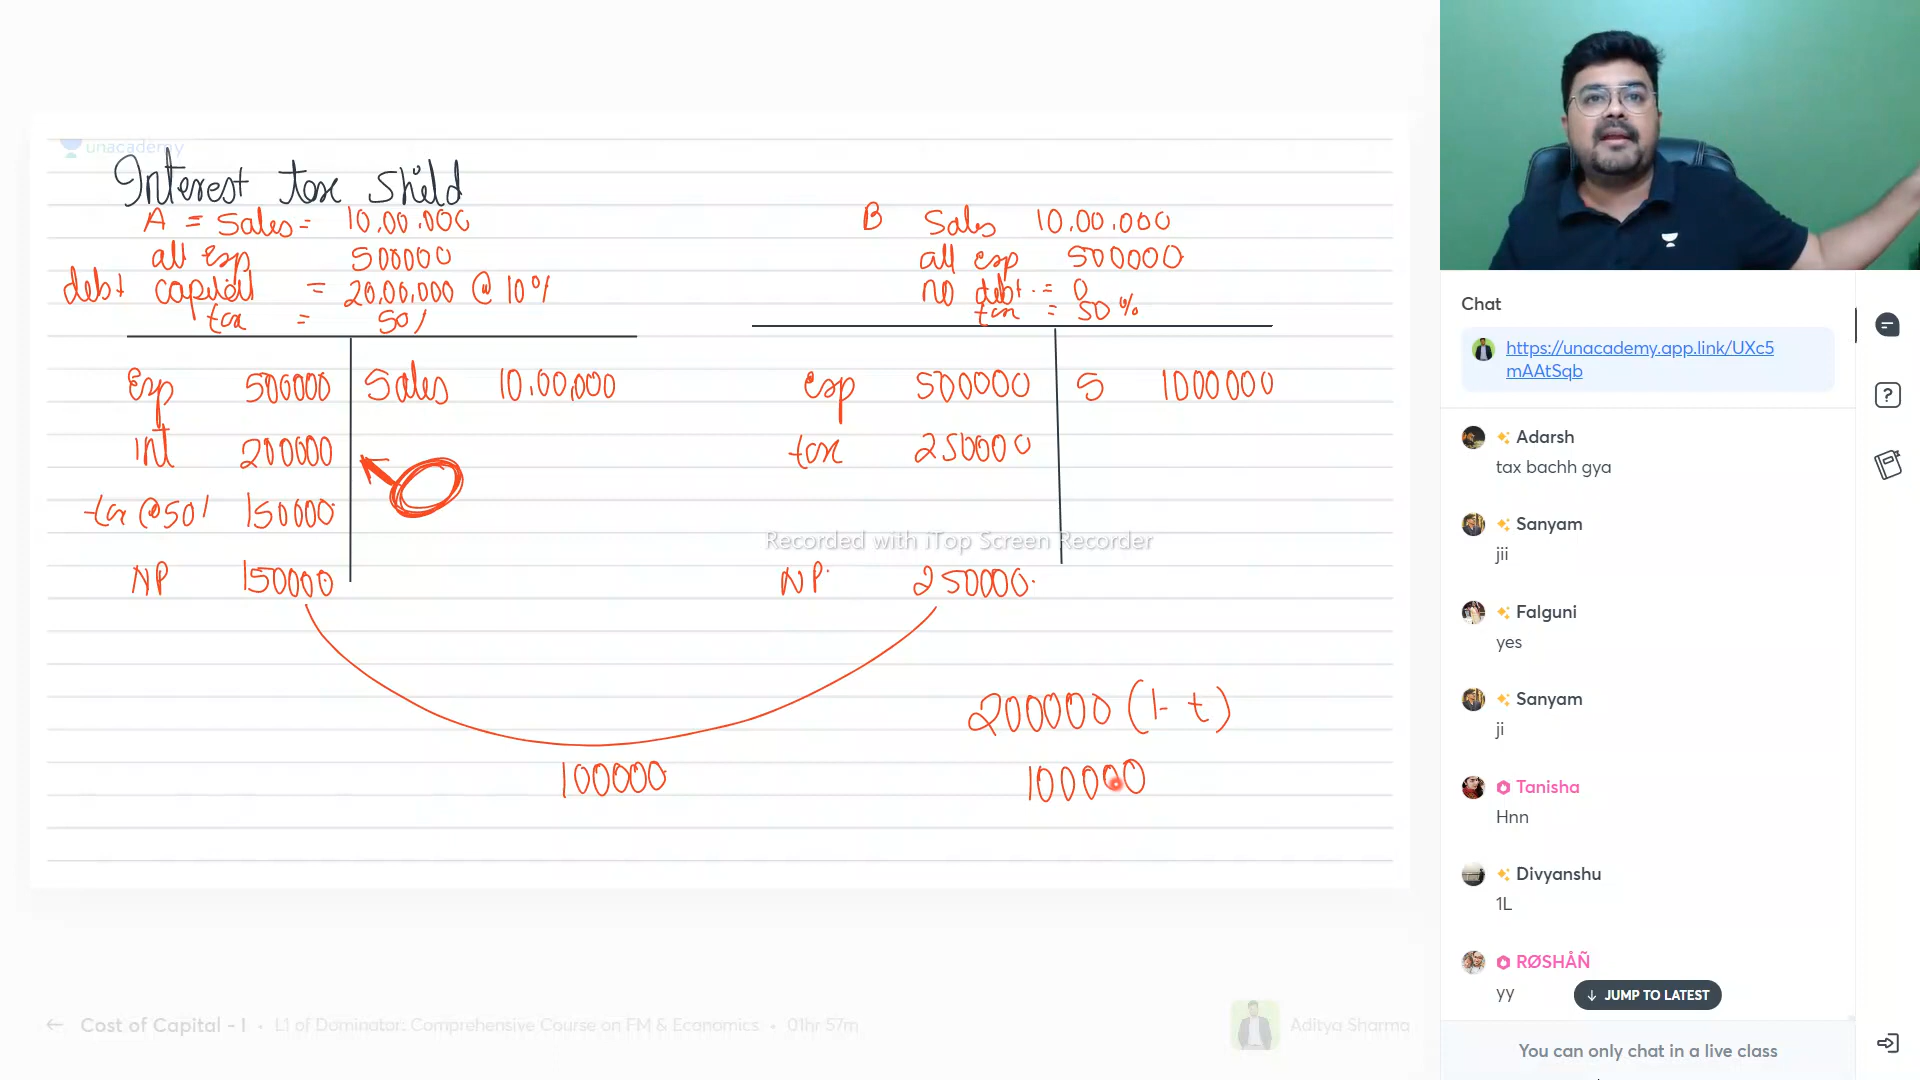 unacademy
Interest tax Shield
A = Sales = 10,00,000
all exp 500000
debt capital = 20,00,000 @ 10%
tax = 50%
B Sales 10,00,000
all exp 500000
no debt = 0
tax = 50%
Exp 500000 Sales 10,00,000
Int 200000
tax @ 50% 150000
NP 150000
exp 500000 S 1000000
tax 250000
NP 250000
100000
200000 (1- t)
100000
Recorded with iTop Screen Recorder
Cost of Capital - I • L1 of Dominator: Comprehensive Course on FM & Economics • 01hr 57m
Aditya Sharma
Chat
https://unacademy.app.link/UXc5
mAAtSqb
Adarsh
tax bachh gya
Sanyam
jii
Falguni
yes
Sanyam
ji
Tanisha
Hnn
Divyanshu
1L
RØSHÅÑ
yy
JUMP TO LATEST
You can only chat in a live class